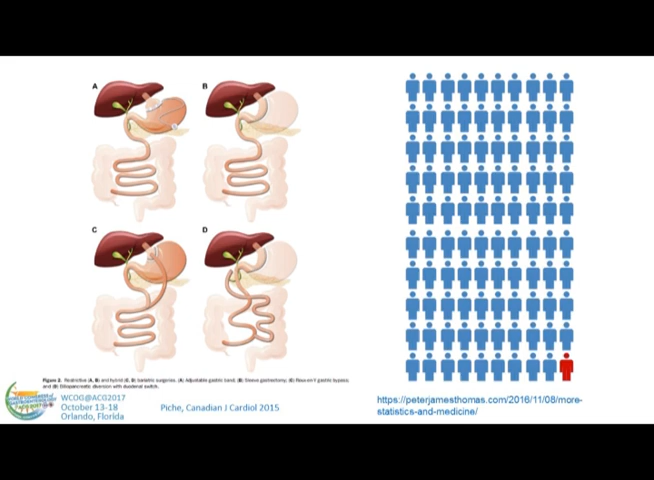 A
B
C
D
Figure 2. Restrictive (A, B) and hybrid (C, D) bariatric surgeries. (A) Adjustable gastric band. (B) Sleeve gastrectomy. (C) Roux-en-Y gastric bypass
and (D) Biliopancreatic diversion with duodenal switch.
WCOG@ACG2017
October 13-18
Orlando, Florida
Piche, Canadian J Cardiol 2015
https://peterjamesthomas.com/2016/11/08/more-
statistics-and-medicine/